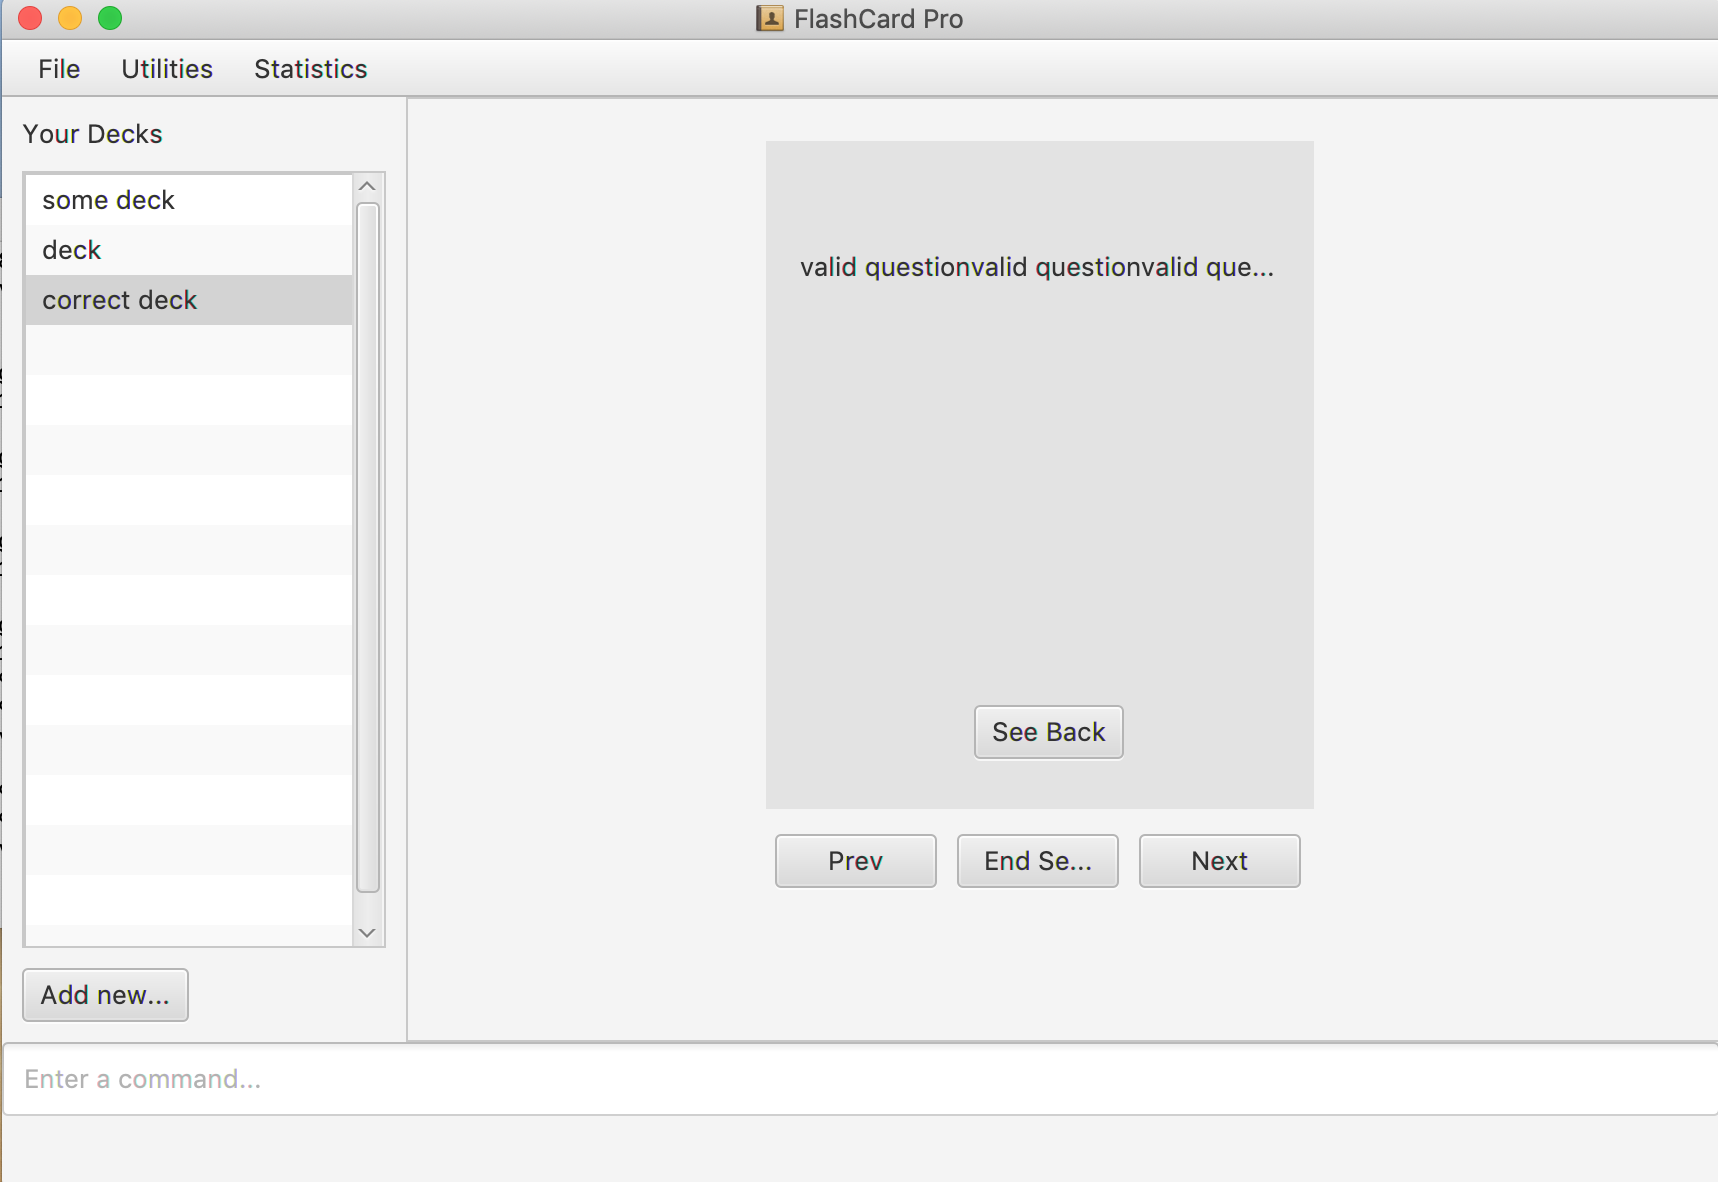 FlashCard Pro
File Utilities Statistics
Your Decks
some deck
deck
correct deck
valid questionvalid questionvalid que...
See Back
Prev End Se... Next
Add new...
Enter a command...